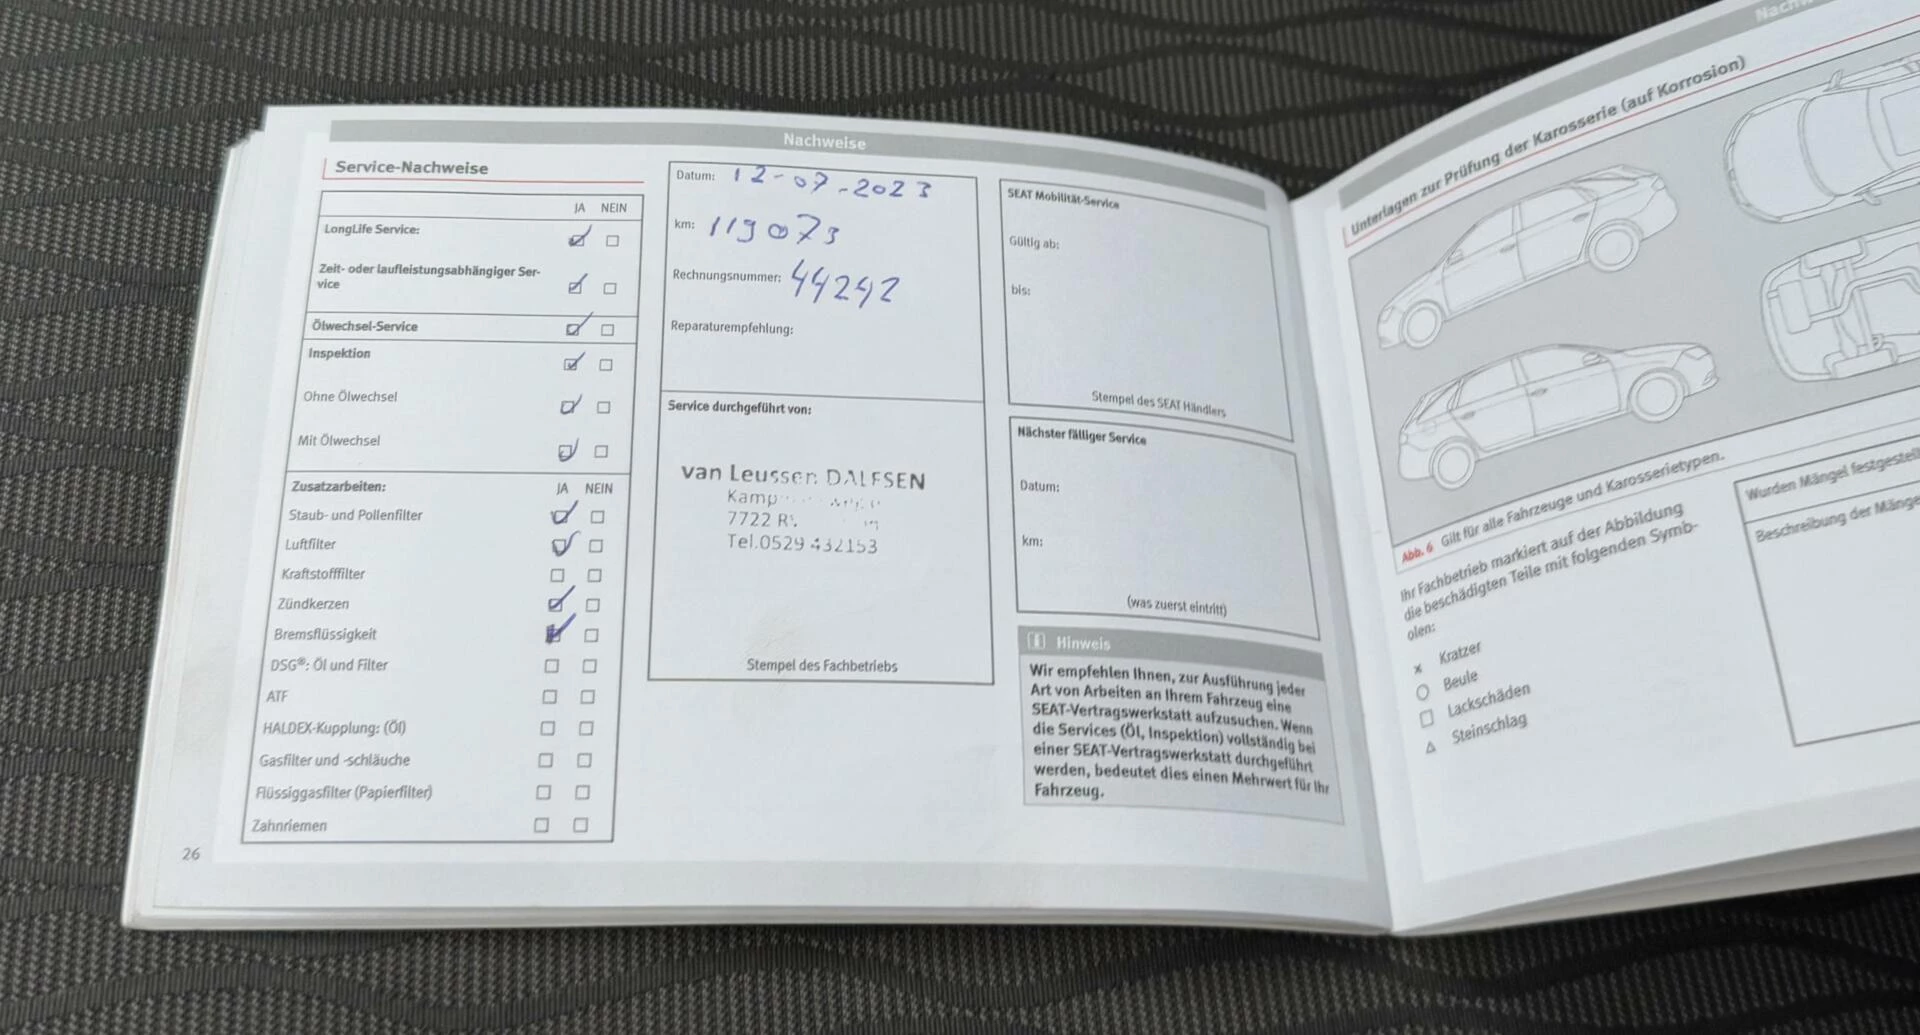 Nachweise
Service-Nachweise
JA NEIN
LongLife Service:
Zeit- oder laufleistungsabhängiger Ser-
vice
Ölwechsel-Service
Inspektion
Ohne Ölwechsel
Mit Ölwechsel
Zusatzarbeiten: JA NEIN
Staub- und Pollenfilter
Luftfilter
Kraftstofffilter
Zündkerzen
Bremsflüssigkeit
DSG®: Öl und Filter
ATF
HALDEX-Kupplung: (Öl)
Gasfilter und -schläuche
Flüssiggasfilter (Papierfilter)
Zahnriemen
26
Datum: 12-07-2023
km: 119073
Rechnungsnummer: 44242
Reparaturempfehlung:
Service durchgeführt von:
van Leussen DALFSEN
7722
Tel.0529 432153
Stempel des Fachbetriebs
SEAT Mobilität-Service
Gültig ab:
bis:
Stempel des SEAT Händlers
Nächster fälliger Service
Datum:
km:
(was zuerst eintritt)
Hinweis
Wir empfehlen Ihnen, zur Ausführung jeder
Art von Arbeiten an Ihrem Fahrzeug eine
SEAT-Vertragswerkstatt aufzusuchen. Wenn
die Services (Öl, Inspektion) vollständig bei
einer SEAT-Vertragswerkstatt durchgeführt
werden, bedeutet dies einen Mehrwert für Ihr
Fahrzeug.
Unterlagen zur Prüfung der Karosserie (auf Korrosion)
Abb. 6 Gilt für alle Fahrzeuge und Karosserietypen.
Ihr Fachbetrieb markiert auf der Abbildung
die beschädigten Teile mit folgenden Symb-
olen:
x Kratzer
Beule
Lackschäden
Steinschlag
Wurden Mängel
Beschreibung der